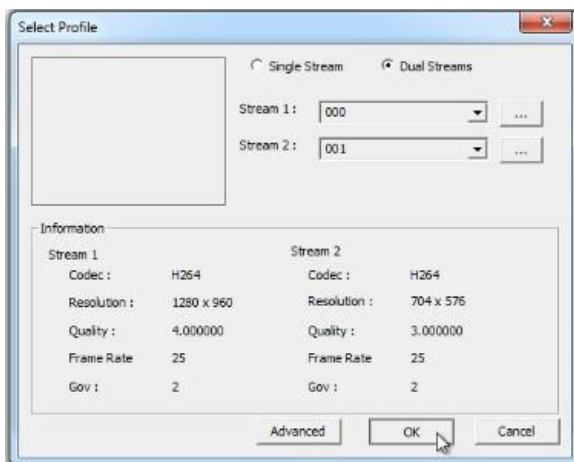 Select Profile
Single Stream Dual Streams
Stream 1 : 000 ...
Stream 2 : 001 ...
Information
Stream 1 Stream 2
Codec : H264 Codec : H264
Resolution : 1280 x 960 Resolution : 704 x 576
Quality : 4.000000 Quality : 3.000000
Frame Rate 25 Frame Rate 25
Gov : 2 Gov : 2
Advanced OK Cancel